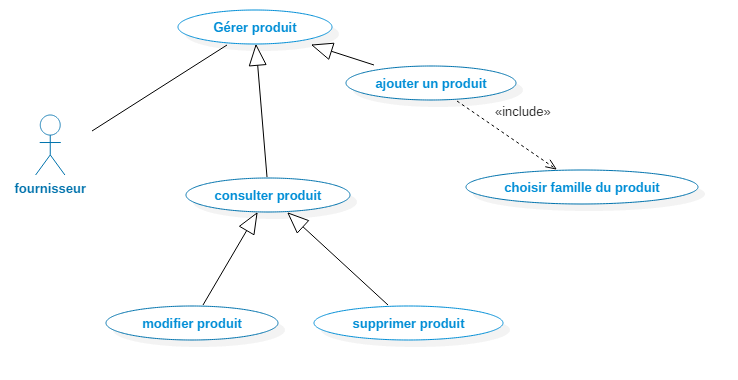 Gérer produit
ajouter un produit
«include»
fournisseur
choisir famille du produit
consulter produit
modifier produit
supprimer produit